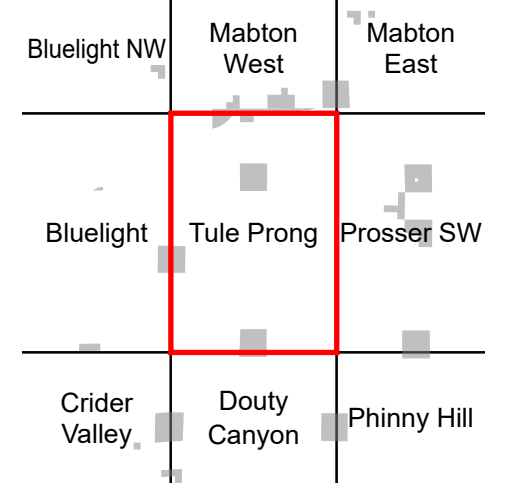 Bluelight NW
Mabton
West
Mabton
East
Bluelight
Tule Prong
Prosser SW
Crider
Valley
Douty
Canyon
Phinny Hill